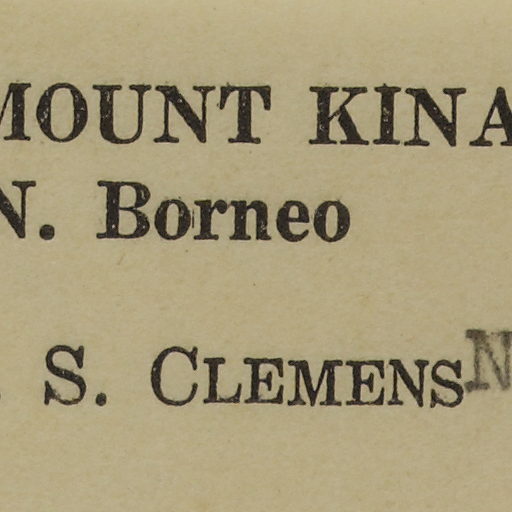 MOUNT KINA
N. Borneo
. S. CLEMENS N